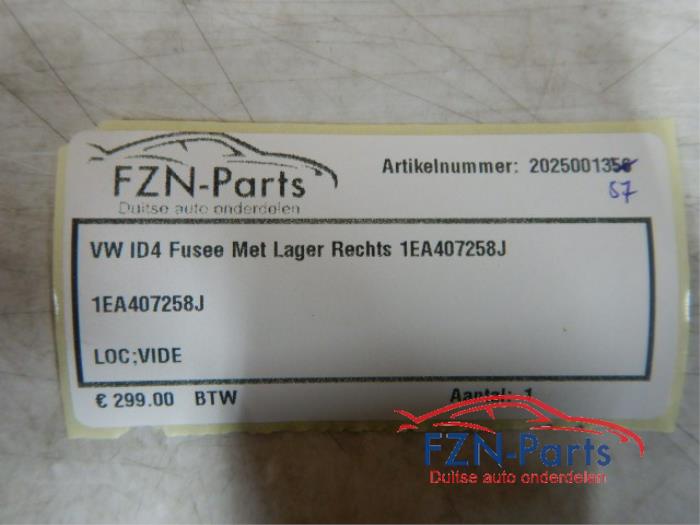 FZN-Parts
Duitse auto onderdelen
Artikelnummer: 2025001356
57
VW ID4 Fusee Met Lager Rechts 1EA407258J
1EA407258J
LOC;VIDE
€ 299.00 BTW
Aantal: 1
FZN-Parts
Duitse auto onderdelen